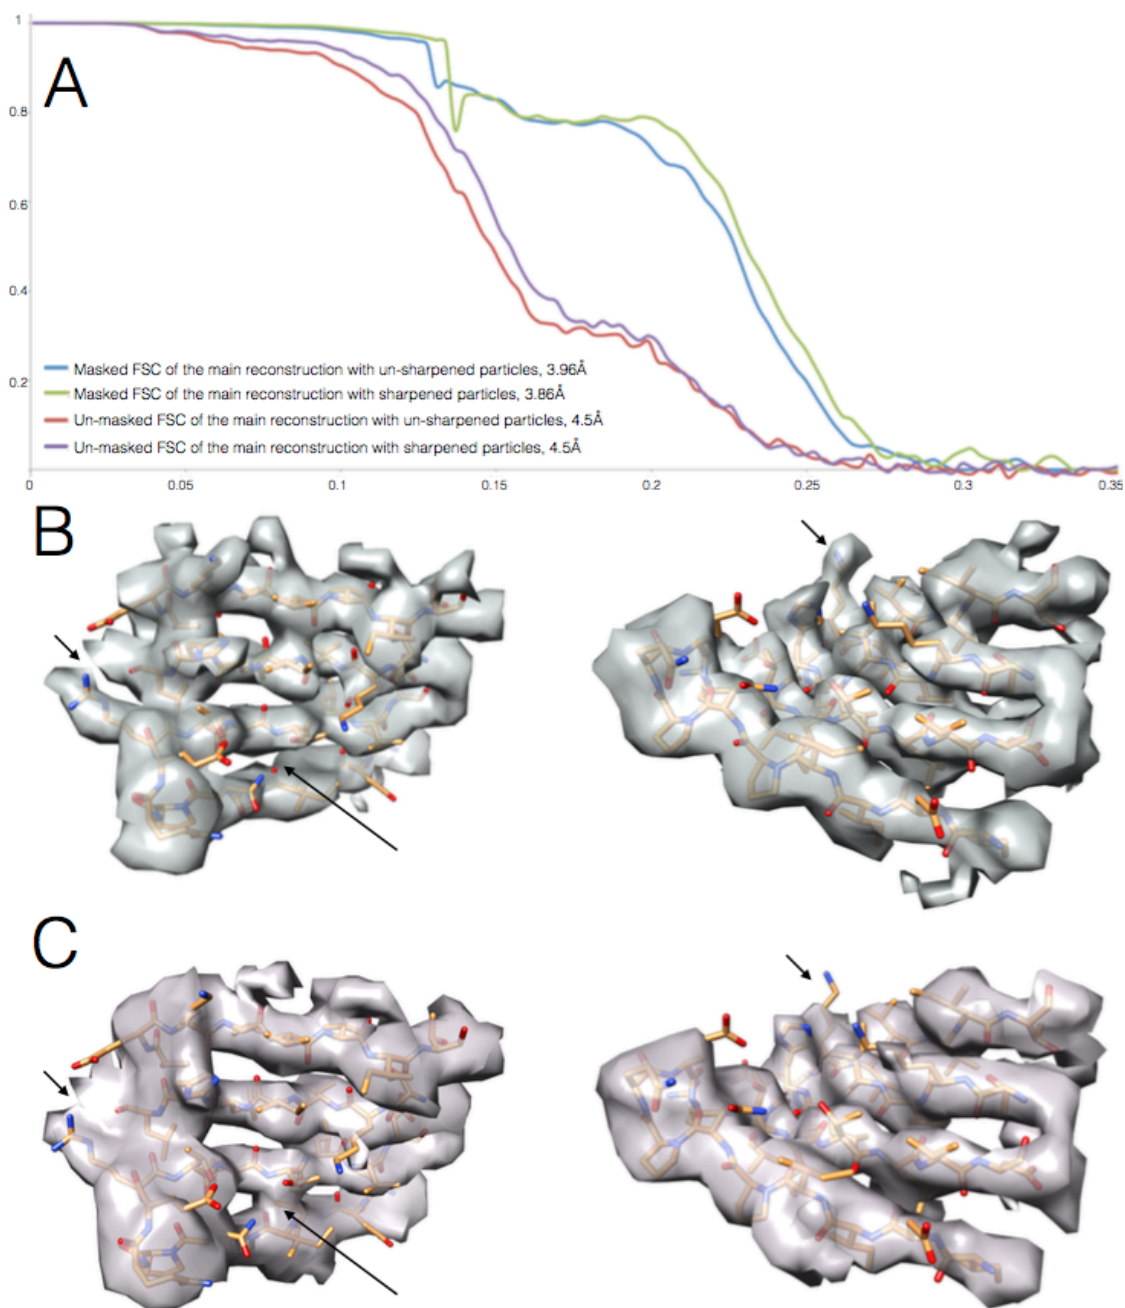 1
A
0.8
0.6
0.4
Masked FSC of the main reconstruction with un-sharpened particles, 3.96Å
0.2
Masked FSC of the main reconstruction with sharpened particles, 3.86Å
Un-masked FSC of the main reconstruction with un-sharpened particles, 4.5Å
Un-masked FSC of the main reconstruction with sharpened particles, 4.5Å
0 0.05 0.1 0.15 0.2 0.25 0.3 0.35
B
C